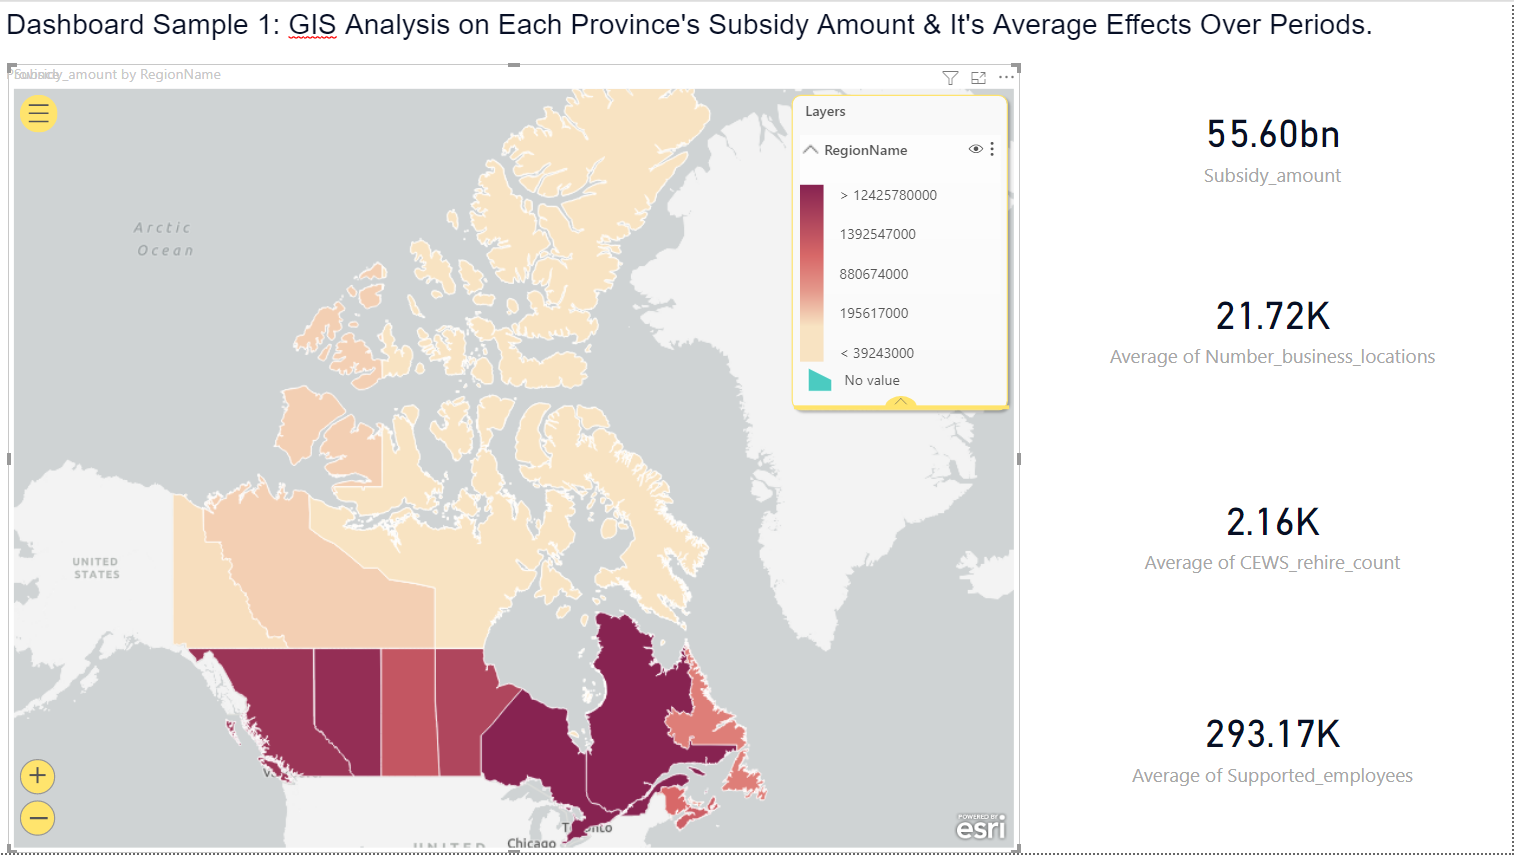 Dashboard Sample 1: GIS Analysis on Each Province's Subsidy Amount & It's Average Effects Over Periods.
Subsidy_amount by RegionName
Layers
RegionName
> 12425780000
1392547000
880674000
195617000
< 39243000
No value
Arctic
Ocean
UNITED
STATES
Toronto
Chicago
UNITED
POWERED BY
esri
55.60bn
Subsidy_amount
21.72K
Average of Number_business_locations
2.16K
Average of CEWS_rehire_count
293.17K
Average of Supported_employees